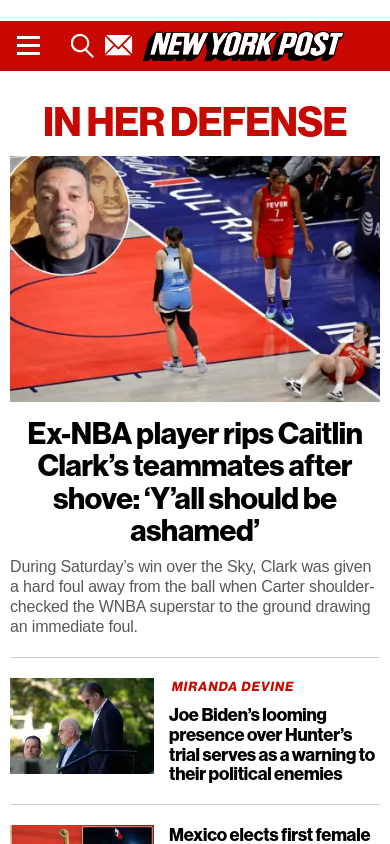 NEW YORK POST
IN HER DEFENSE
ULTRA
FEVER
7
7
AT&T
Ex-NBA player rips Caitlin
Clark’s teammates after
shove: ‘Y’all should be
ashamed’
During Saturday’s win over the Sky, Clark was given
a hard foul away from the ball when Carter shoulder-
checked the WNBA superstar to the ground drawing
an immediate foul.
MIRANDA DEVINE
Joe Biden’s looming
presence over Hunter’s
trial serves as a warning to
their political enemies
Mexico elects first female